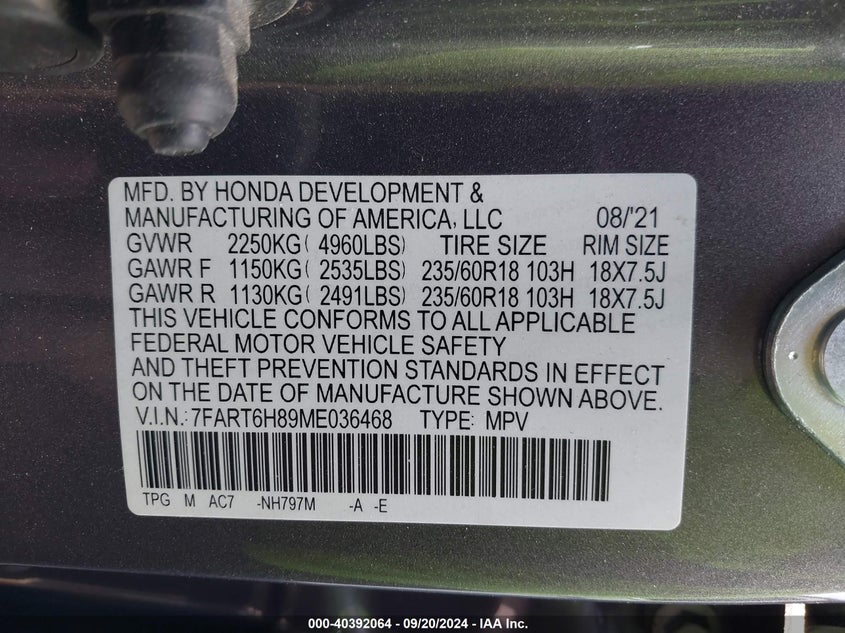 MFD. BY HONDA DEVELOPMENT &
MANUFACTURING OF AMERICA, LLC 08/'21
GVWR 2250KG( 4960LBS) TIRE SIZE RIM SIZE
GAWR F 1150KG( 2535LBS) 235/60R18 103H 18X7.5J
GAWR R 1130KG( 2491LBS) 235/60R18 103H 18X7.5J
THIS VEHICLE CONFORMS TO ALL APPLICABLE
FEDERAL MOTOR VEHICLE SAFETY
AND THEFT PREVENTION STANDARDS IN EFFECT
ON THE DATE OF MANUFACTURE SHOWN ABOVE.
V.I.N.: 7FART6H89ME036468 TYPE: MPV
TPG M AC7 -NH797M -A -E
000-40392064 - 09/20/2024 - IAA Inc.